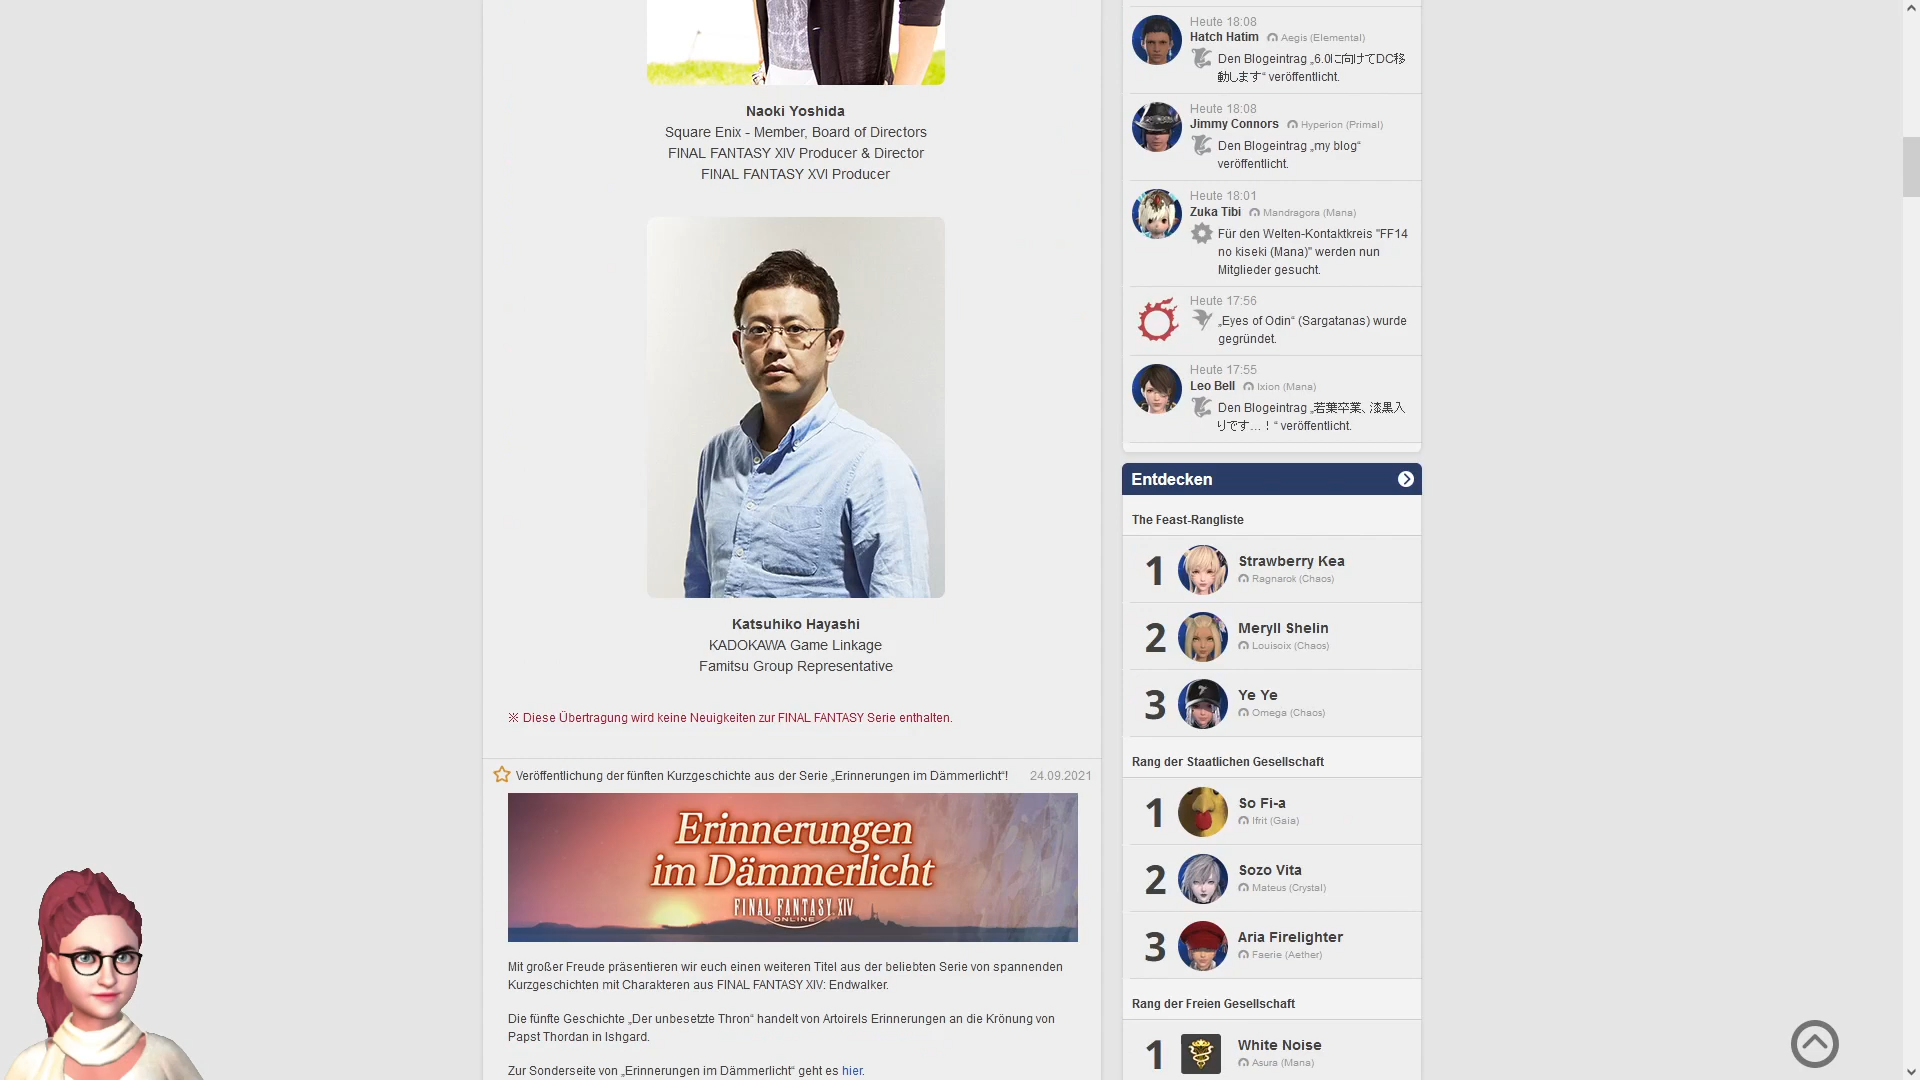 Naoki Yoshida
Square Enix - Member, Board of Directors
FINAL FANTASY XIV Producer & Director
FINAL FANTASY XVI Producer
Katsuhiko Hayashi
KADOKAWA Game Linkage
Famitsu Group Representative
※ Diese Übertragung wird keine Neuigkeiten zur FINAL FANTASY Serie enthalten.
Veröffentlichung der fünften Kurzgeschichte aus der Serie „Erinnerungen im Dämmerlicht“! 24.09.2021
Erinnerungen
im Dämmerlicht
FINAL FANTASY XIV
ONLINE
Mit großer Freude präsentieren wir euch einen weiteren Titel aus der beliebten Serie von spannenden
Kurzgeschichten mit Charakteren aus FINAL FANTASY XIV: Endwalker.
Die fünfte Geschichte „Der unbesetzte Thron“ handelt von Artoirels Erinnerungen an die Krönung von
Papst Thordan in Ishgard.
Zur Sonderseite von „Erinnerungen im Dämmerlicht“ geht es hier.
Heute 18:08
Hatch Hatim Aegis (Elemental)
Den Blogeintrag „6.0に向けてDC移
動します“ veröffentlicht.
Heute 18:08
Jimmy Connors Hyperion (Primal)
Den Blogeintrag „my blog“
veröffentlicht.
Heute 18:01
Zuka Tibi Mandragora (Mana)
Für den Welten-Kontaktkreis "FF14
no kiseki (Mana)" werden nun
Mitglieder gesucht.
Heute 17:56
„Eyes of Odin“ (Sargatanas) wurde
gegründet.
Heute 17:55
Leo Bell Ixion (Mana)
Den Blogeintrag „若葉卒業、漆黒入
りです…！“ veröffentlicht.
Entdecken
The Feast-Rangliste
1 Strawberry Kea
Ragnarok (Chaos)
2 Meryll Shelin
Louisoix (Chaos)
3 Ye Ye
Omega (Chaos)
Rang der Staatlichen Gesellschaft
1 So Fi-a
Ifrit (Gaia)
2 Sozo Vita
Mateus (Crystal)
3 Aria Firelighter
Faerie (Aether)
Rang der Freien Gesellschaft
1 White Noise
Asura (Mana)